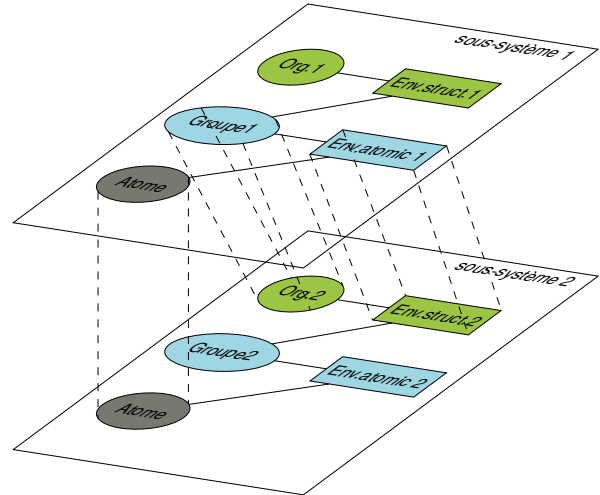 sous-système 1
Org.1
Env.struct.1
Groupe1
Env.atomic 1
Atome
sous-système 2
Org.2
Env.struct.2
Groupe2
Env.atomic 2
Atome